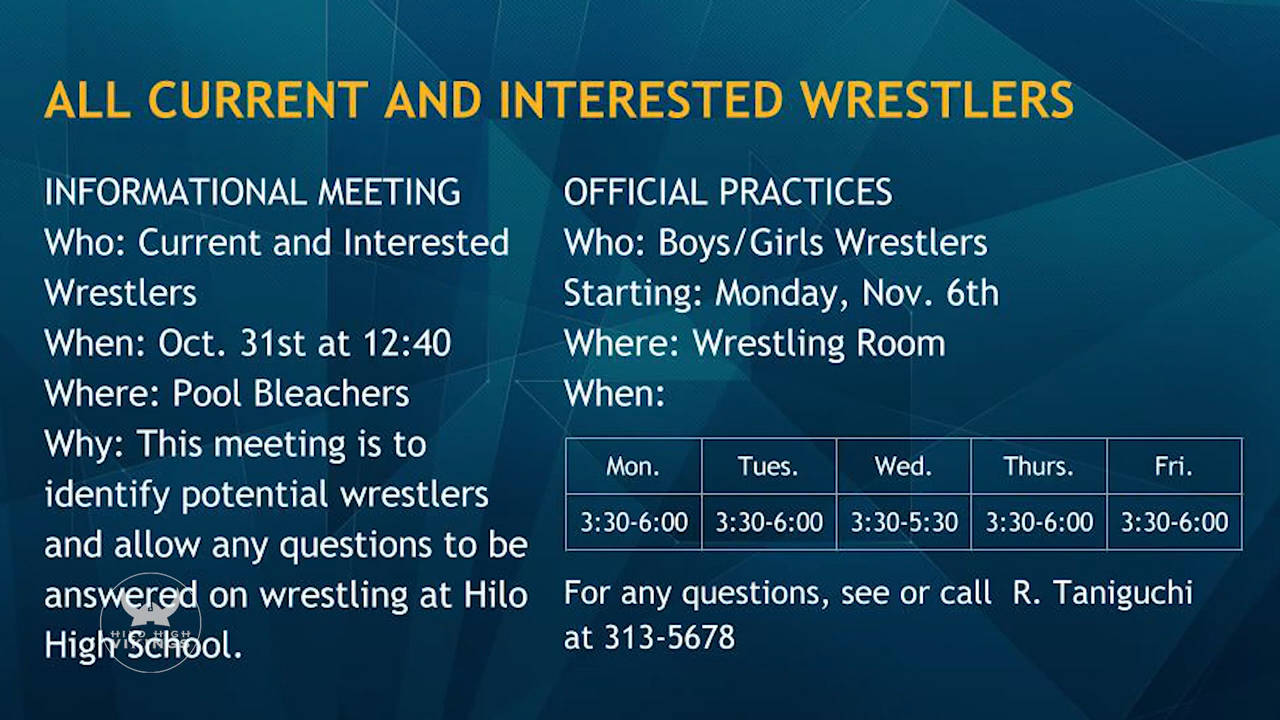 ALL CURRENT AND INTERESTED WRESTLERS
INFORMATIONAL MEETING
Who: Current and Interested
Wrestlers
When: Oct. 31st at 12:40
Where: Pool Bleachers
Why: This meeting is to
identify potential wrestlers
and allow any questions to be
answered on wrestling at Hilo
High School.
HILO HIGH
VIKINGS
OFFICIAL PRACTICES
Who: Boys/Girls Wrestlers
Starting: Monday, Nov. 6th
Where: Wrestling Room
When:
Mon. Tues. Wed. Thurs. Fri.
3:30-6:00 3:30-6:00 3:30-5:30 3:30-6:00 3:30-6:00
For any questions, see or call R. Taniguchi
at 313-5678